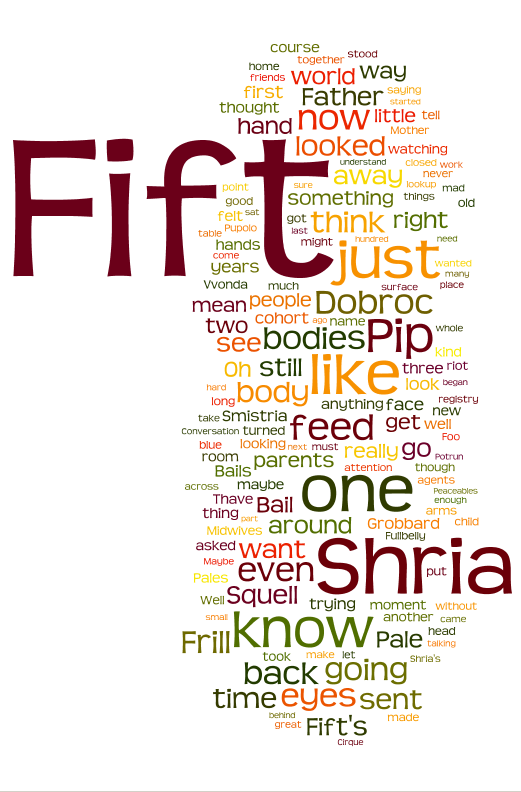 course
together stood
home
friends world way
first Father saying
thought started
hand now little tell
Mother
looked watching
understand closed work
point away never
sure lookup mad
good something things old
felt sat
Fift
got think right
Pupolo last
table hundred need
hands might
come just wanted
years many
Vvonda much surface place
mean people Dobroc
cohort ago name
two bodies Pip whole
see
kind
Oh still like three riot
hard body look began
long anything face registry
take Smistria new
Conversation turned feed get well
blue looking next must really go Foo
room parents Potrun
Bails attention though
across maybe one agents
Peaceables
Thave Bail enough
thing arms
part around Grobbard child
Midwives Fullbelly
asked want
Maybe even Shria put
Pales
Well Squell trying moment without
small know another came
Frill Pale head
talking
took make let Shria's
back going
time eyes sent
behind made
great Fift's
Cirque